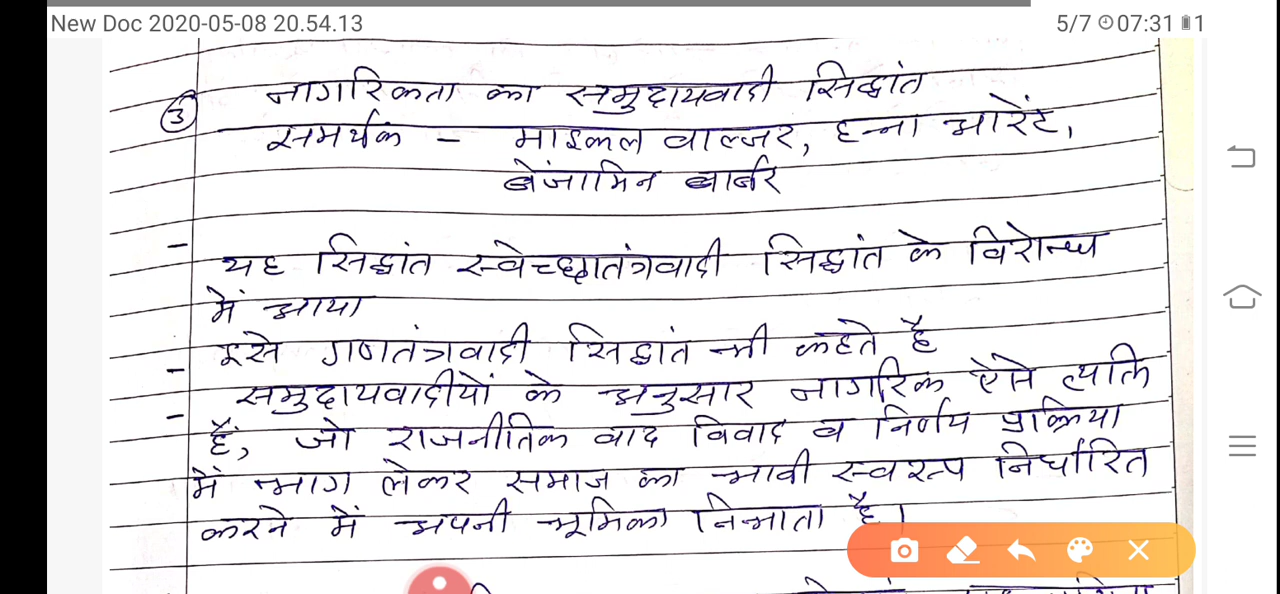 New Doc 2020-05-08 20.54.13
5/7 07:31 1
③ नागरिकता का समुदायवादी सिद्धांत
समर्थक - माइकल वाल्जर, हन्ना आरेंट,
बेंजामिन बार्बर
- यह सिद्धांत स्वेच्छातंत्रवादी सिद्धांत के विरोध
में आया
- इसे गणतंत्रवादी सिद्धांत भी कहते है
- समुदायवादीयों के अनुसार नागरिक ऐसे व्यक्ति
हैं, जो राजनीतिक वाद विवाद व निर्णय प्रक्रिया
में भाग लेकर समाज का भावी स्वरूप निर्धारित
करने में अपनी भूमिका निभाता है।